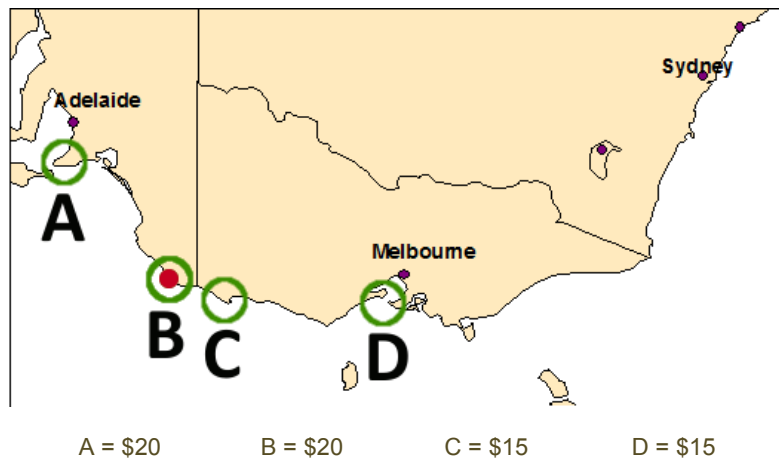 Sydney
Adelaide
A
Melbourne
B
C
D
A = $20 B = $20 C = $15 D = $15